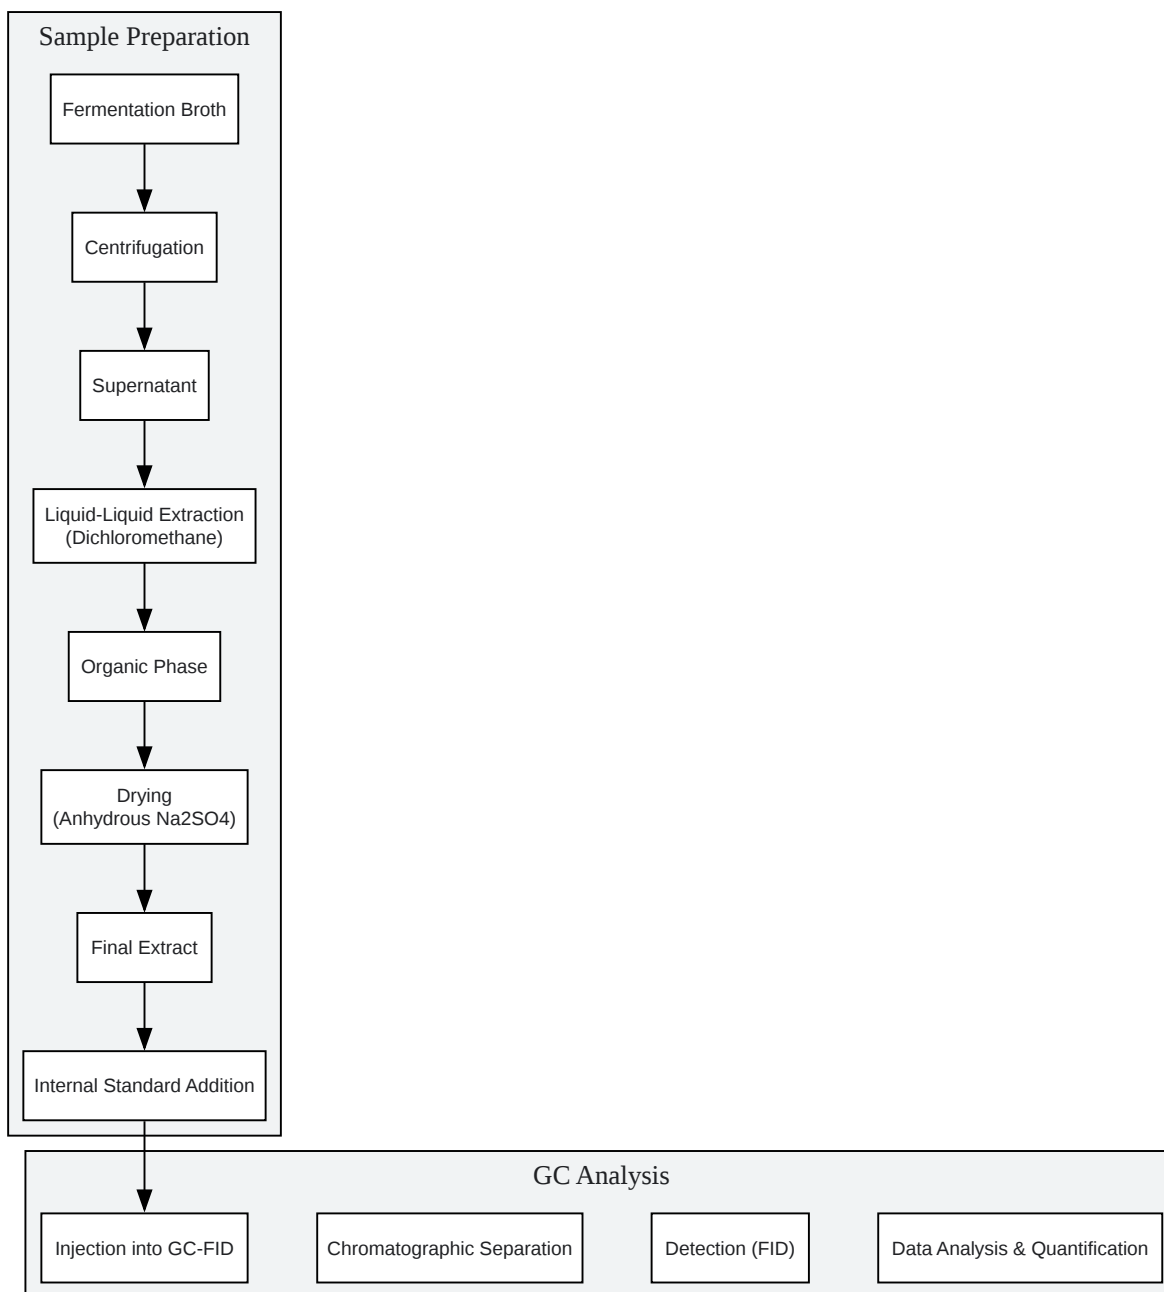 Sample Preparation
Fermentation Broth
Centrifugation
Supernatant
Liquid-Liquid Extraction
(Dichloromethane)
Organic Phase
Drying
(Anhydrous Na2SO4)
Final Extract
Internal Standard Addition
GC Analysis
Injection into GC-FID
Chromatographic Separation
Detection (FID)
Data Analysis & Quantification